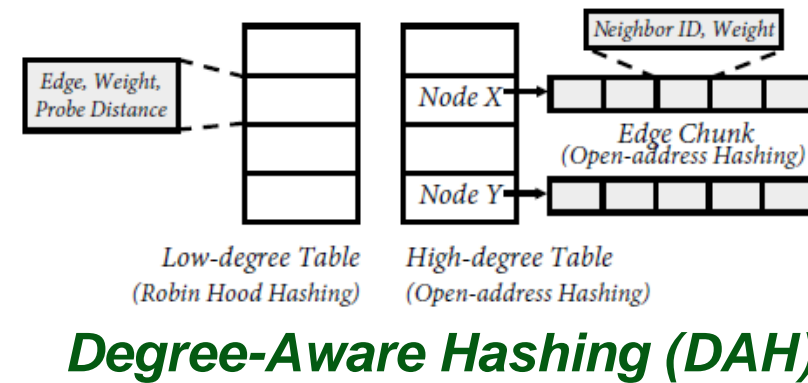 Neighbor ID, Weight
Edge, Weight,
Probe Distance
Node X
Edge Chunk
(Open-address Hashing)
Node Y
Low-degree Table
(Robin Hood Hashing)
High-degree Table
(Open-address Hashing)
Degree-Aware Hashing (DAH)